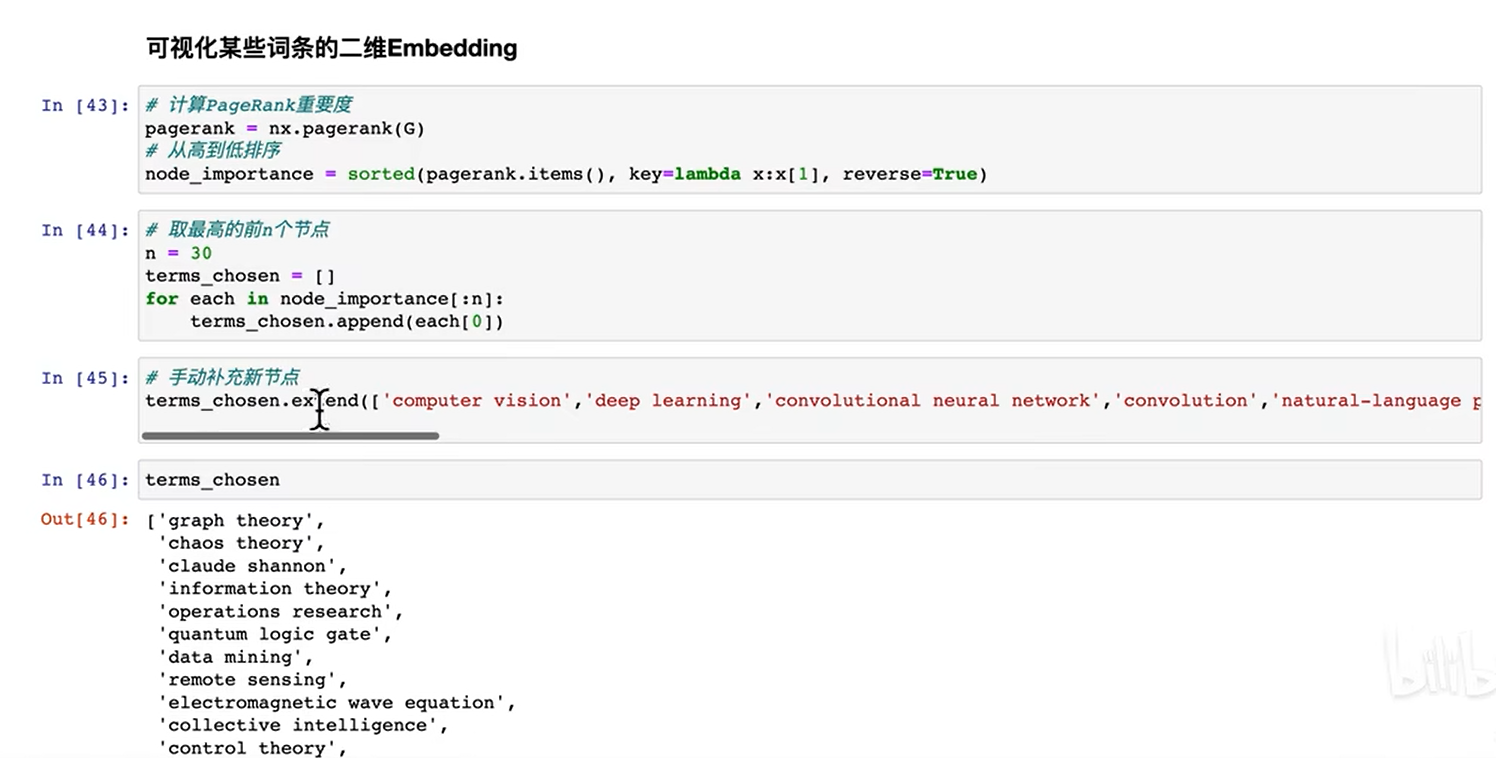 可视化某些词条的二维Embedding
In [43]: # 计算PageRank重要度
pagerank = nx.pagerank(G)
# 从高到低排序
node_importance = sorted(pagerank.items(), key=lambda x:x[1], reverse=True)
In [44]: # 取最高的前n个节点
n = 30
terms_chosen = []
for each in node_importance[:n]:
    terms_chosen.append(each[0])
In [45]: # 手动补充新节点
terms_chosen.extend(['computer vision','deep learning','convolutional neural network','convolution','natural-language p
In [46]: terms_chosen
Out[46]: ['graph theory',
 'chaos theory',
 'claude shannon',
 'information theory',
 'operations research',
 'quantum logic gate',
 'data mining',
 'remote sensing',
 'electromagnetic wave equation',
 'collective intelligence',
 'control theory',
bilib